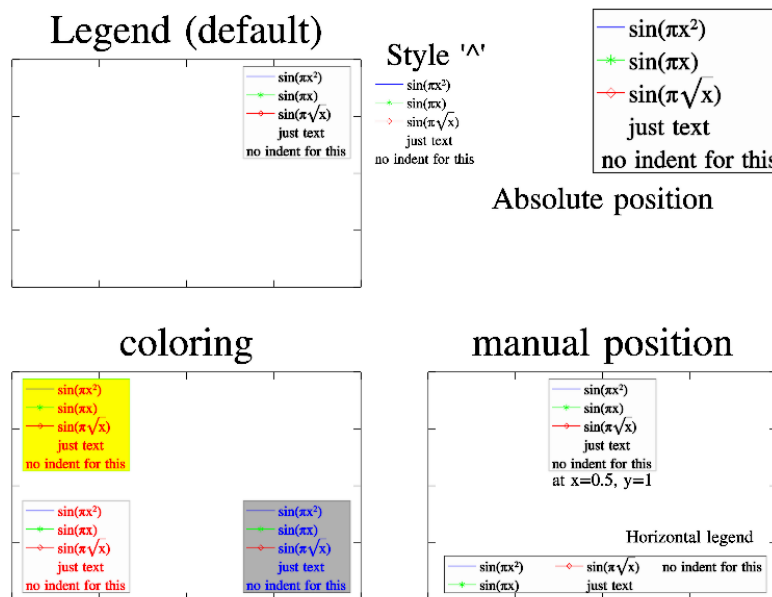 Legend (default)
sin(πx²)
sin(πx)
sin(π√x)
just text
no indent for this
Style '^'
sin(πx²)
sin(πx)
sin(π√x)
just text
no indent for this
sin(πx²)
sin(πx)
sin(π√x)
just text
no indent for this
Absolute position
coloring
sin(πx²)
sin(πx)
sin(π√x)
just text
no indent for this
sin(πx²)
sin(πx)
sin(π√x)
just text
no indent for this
sin(πx²)
sin(πx)
sin(π√x)
just text
no indent for this
manual position
sin(πx²)
sin(πx)
sin(π√x)
just text
no indent for this
at x=0.5, y=1
Horizontal legend
sin(πx²) sin(π√x) no indent for this
sin(πx) just text